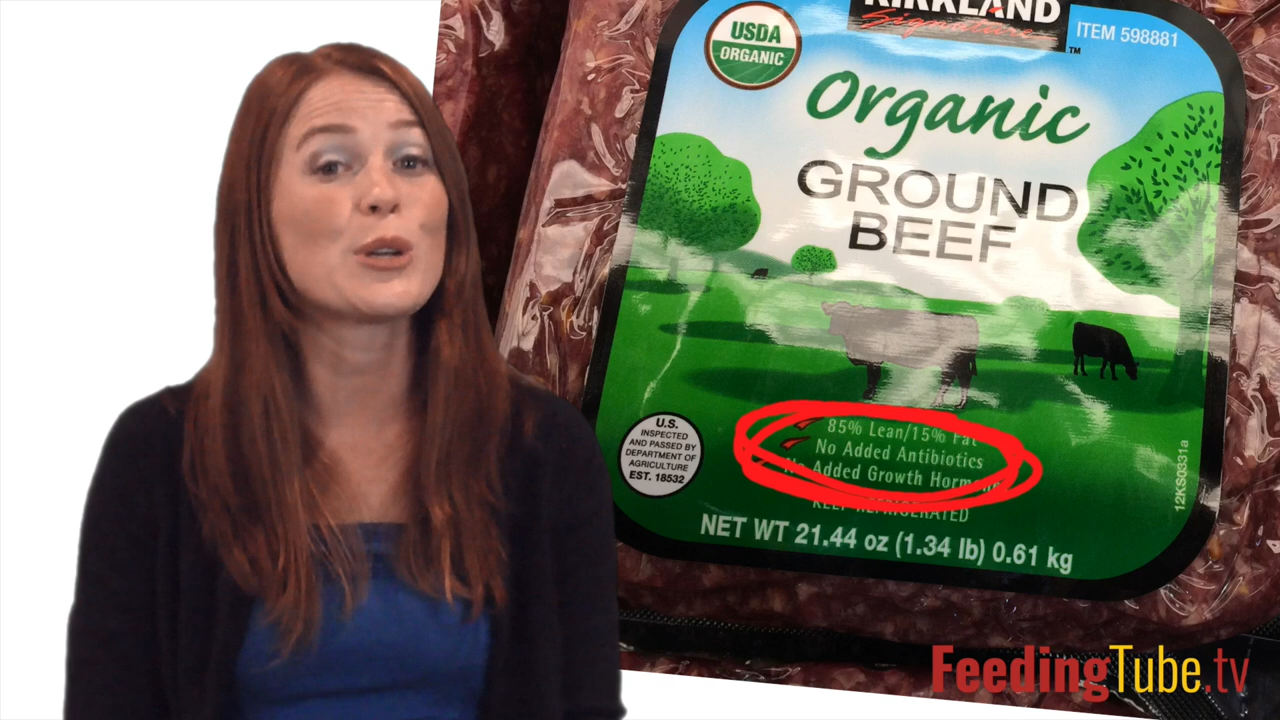 KIRKLAND
Signature
™
ITEM 598881
USDA
ORGANIC
Organic
GROUND
BEEF
85% Lean/15% Fat
No Added Antibiotics
No Added Growth
U.S.
INSPECTED
AND PASSED BY
DEPARTMENT OF
AGRICULTURE
EST. 18532
KEEP REFRIGERATED
NET WT 21.44 oz (1.34 lb) 0.61 kg
12KS0331a
FeedingTube.tv